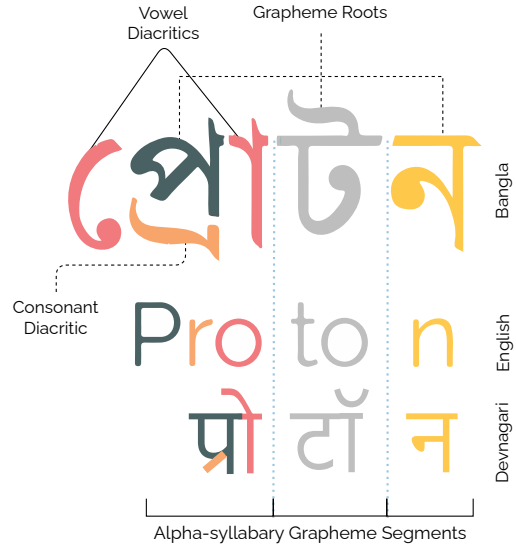 Vowel
Diacritics
Grapheme Roots
প্রোটন
Bangla
Consonant
Diacritic
Proton
English
प्रोटॉन
Devnagari
Alpha-syllabary Grapheme Segments